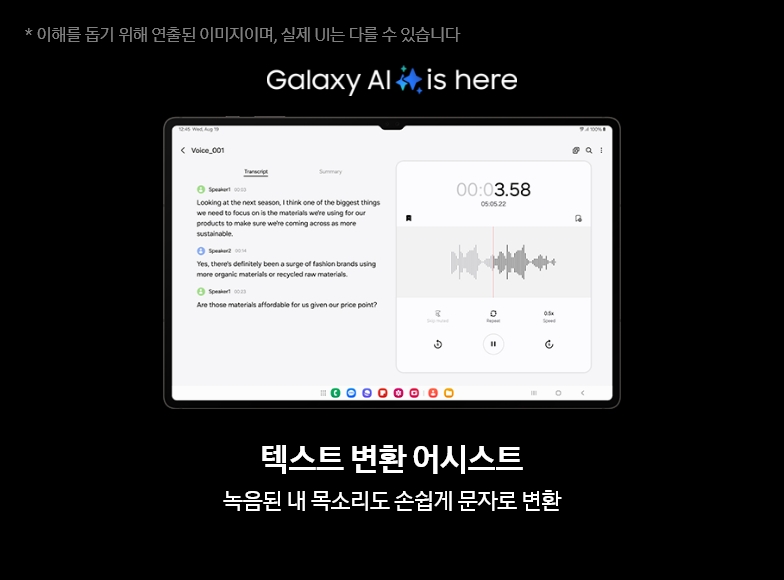 * 이해를 돕기 위해 연출된 이미지이며, 실제 UI는 다를 수 있습니다
Galaxy AI is here
12:45 Wed, Aug 19
100%
Voice_001
Transcript
Summary
Speaker1 00:03
Looking at the next season, I think one of the biggest things
we need to focus on is the materials we're using for our
products to make sure we're coming across as more
sustainable.
Speaker2 00:14
Yes, there's definitely been a surge of fashion brands using
more organic materials or recycled raw materials.
Speaker1 00:23
Are those materials affordable for us given our price point?
00:03.58
05:05.22
Skip muted
Repeat
0.5x
Speed
텍스트 변환 어시스트
녹음된 내 목소리도 손쉽게 문자로 변환